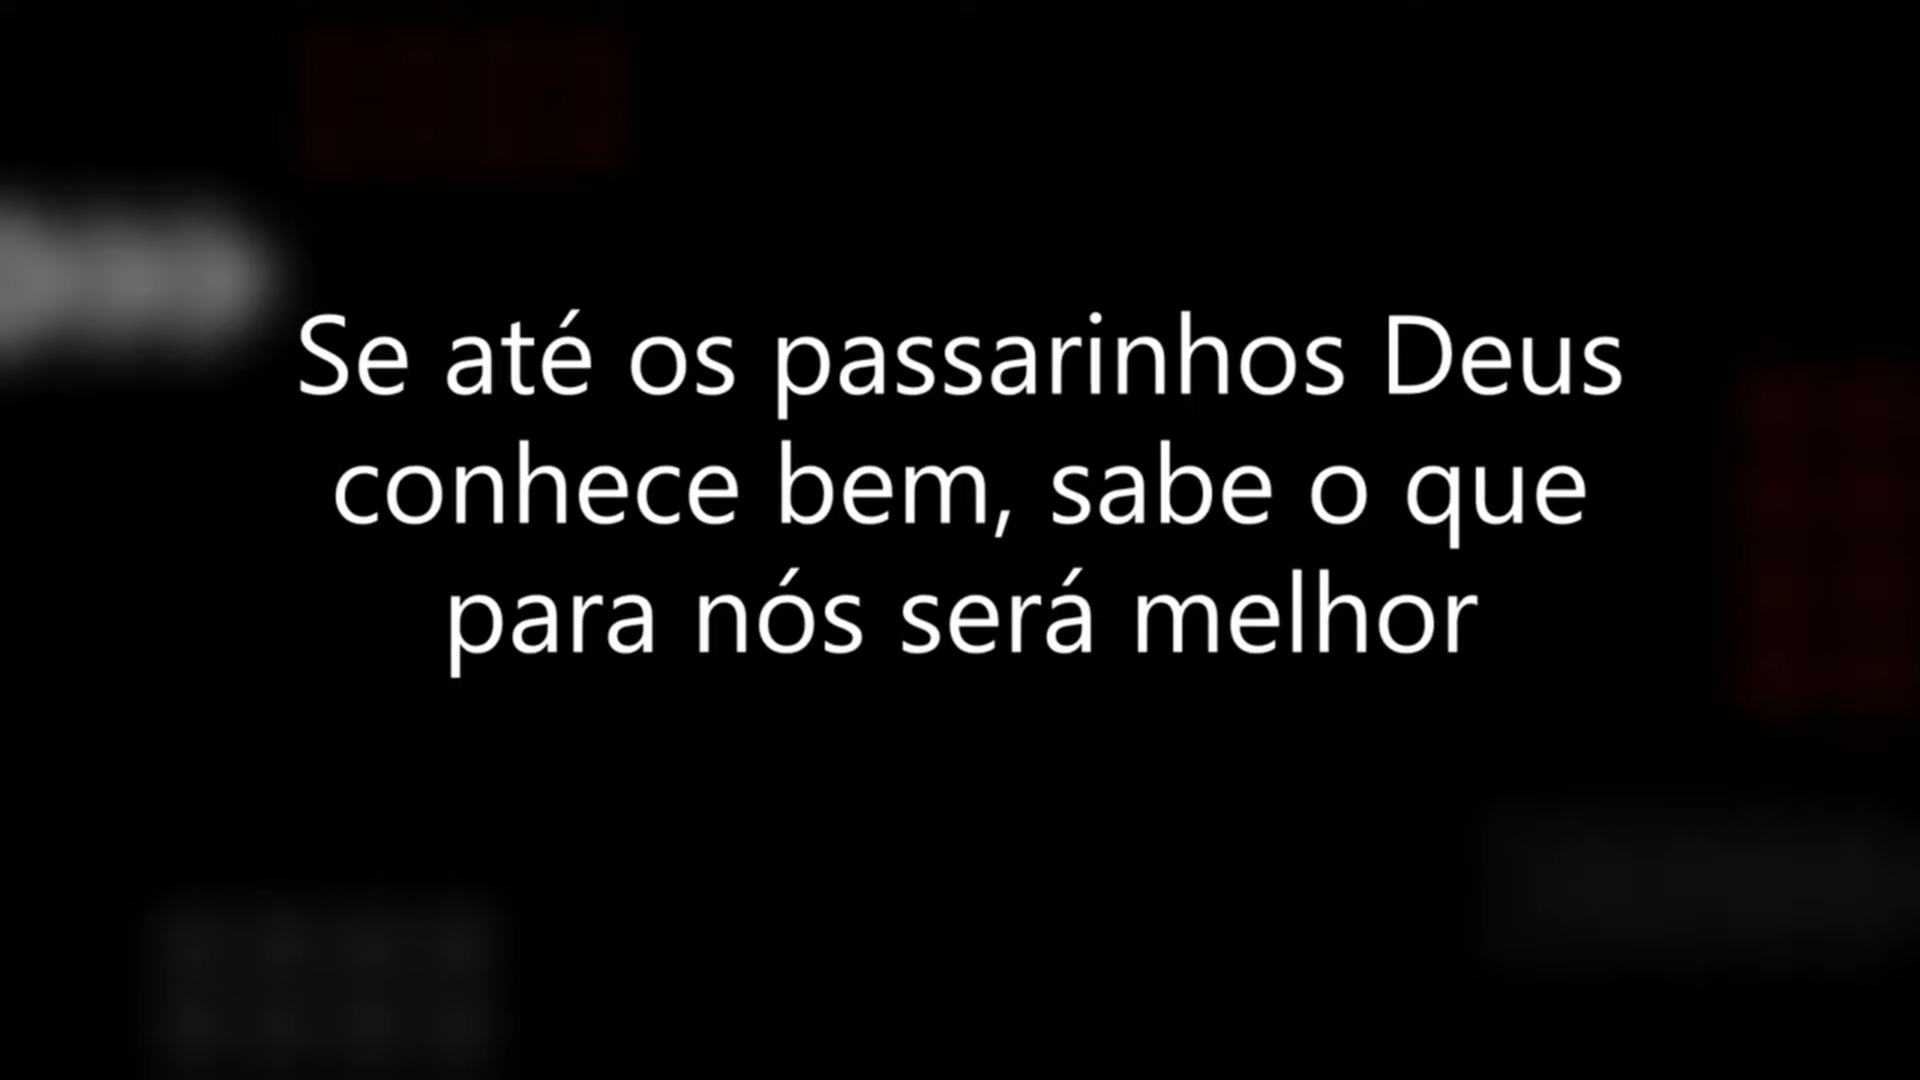 Se até os passarinhos Deus
conhece bem, sabe o que
para nós será melhor